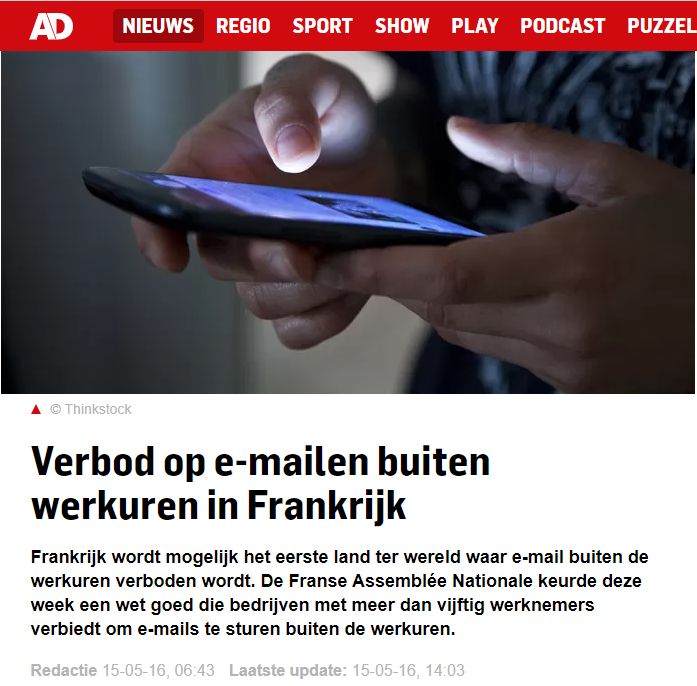 AD NIEUWS REGIO SPORT SHOW PLAY PODCAST PUZZEL
© Thinkstock
Verbod op e-mailen buiten
werkuren in Frankrijk
Frankrijk wordt mogelijk het eerste land ter wereld waar e-mail buiten de
werkuren verboden wordt. De Franse Assemblée Nationale keurde deze
week een wet goed die bedrijven met meer dan vijftig werknemers
verbiedt om e-mails te sturen buiten de werkuren.
Redactie 15-05-16, 06:43 Laatste update: 15-05-16, 14:03